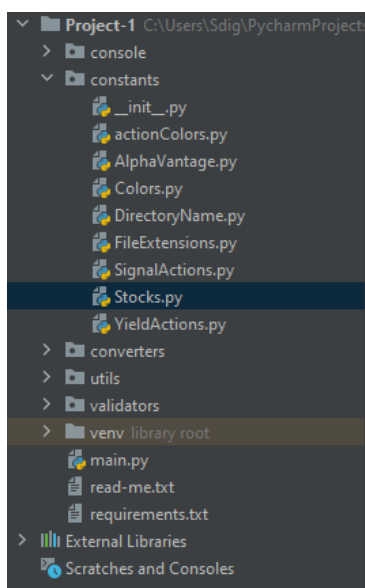 Project-1 C:\Users\Sdig\PycharmProjects
console
constants
__init__.py
actionColors.py
AlphaVantage.py
Colors.py
DirectoryName.py
FileExtensions.py
SignalActions.py
Stocks.py
YieldActions.py
converters
utils
validators
venv library root
main.py
read-me.txt
requirements.txt
External Libraries
Scratches and Consoles